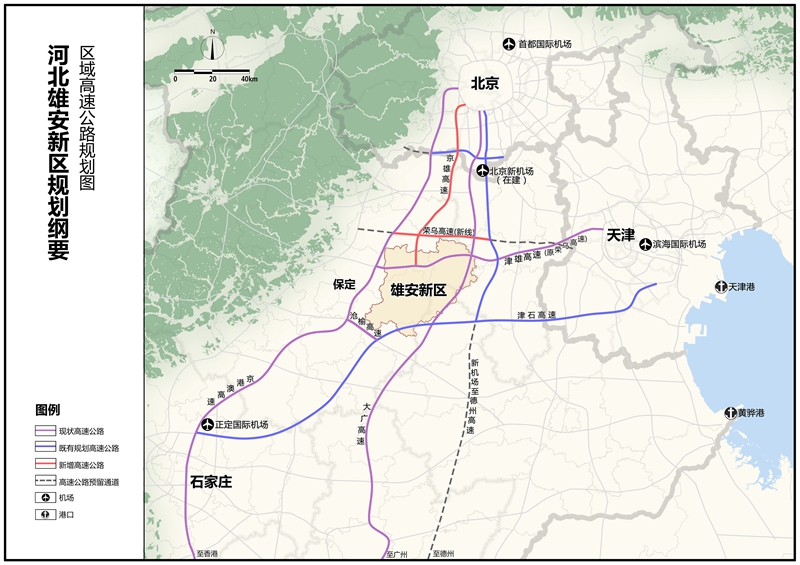 河北雄安新区规划纲要
区域高速公路规划图
N
0
20
40km
首都国际机场
北京
京雄高速
北京新机场
（在建）
荣乌高速(新线)
天津
滨海国际机场
津雄高速(原荣乌高速)
保定
雄安新区
天津港
沧榆高速
津石高速
新机场至德州高速
京港澳高速
大广高速
黄骅港
正定国际机场
石家庄
至香港
至广州
至德州
图例
现状高速公路
既有规划高速公路
新增高速公路
高速公路预留通道
机场
港口